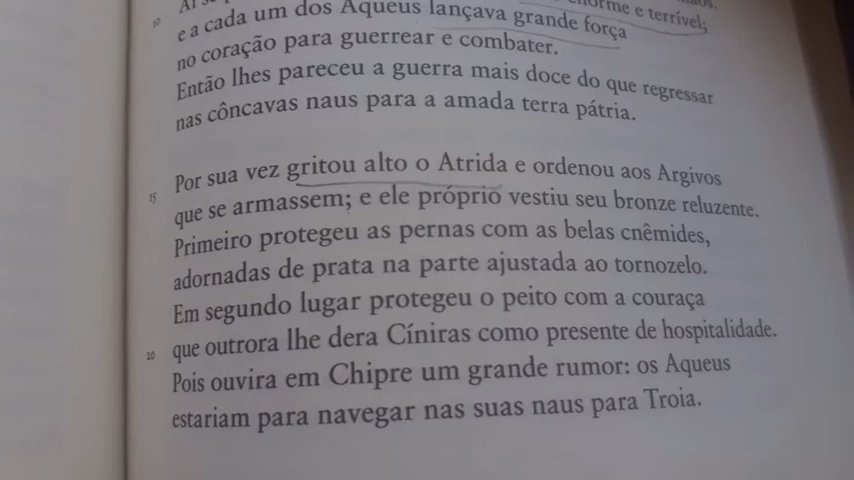 enorme e terrível;
10
e a cada um dos Aqueus lançava grande força
no coração para guerrear e combater.
Então lhes pareceu a guerra mais doce do que regressar
nas côncavas naus para a amada terra pátria.
Por sua vez gritou alto o Atrida e ordenou aos Argivos
15
que se armassem; e ele próprio vestiu seu bronze reluzente.
Primeiro protegeu as pernas com as belas cnêmides,
adornadas de prata na parte ajustada ao tornozelo.
Em segundo lugar protegeu o peito com a couraça
20
que outrora lhe dera Cíniras como presente de hospitalidade.
Pois ouvira em Chipre um grande rumor: os Aqueus
estariam para navegar nas suas naus para Troia.